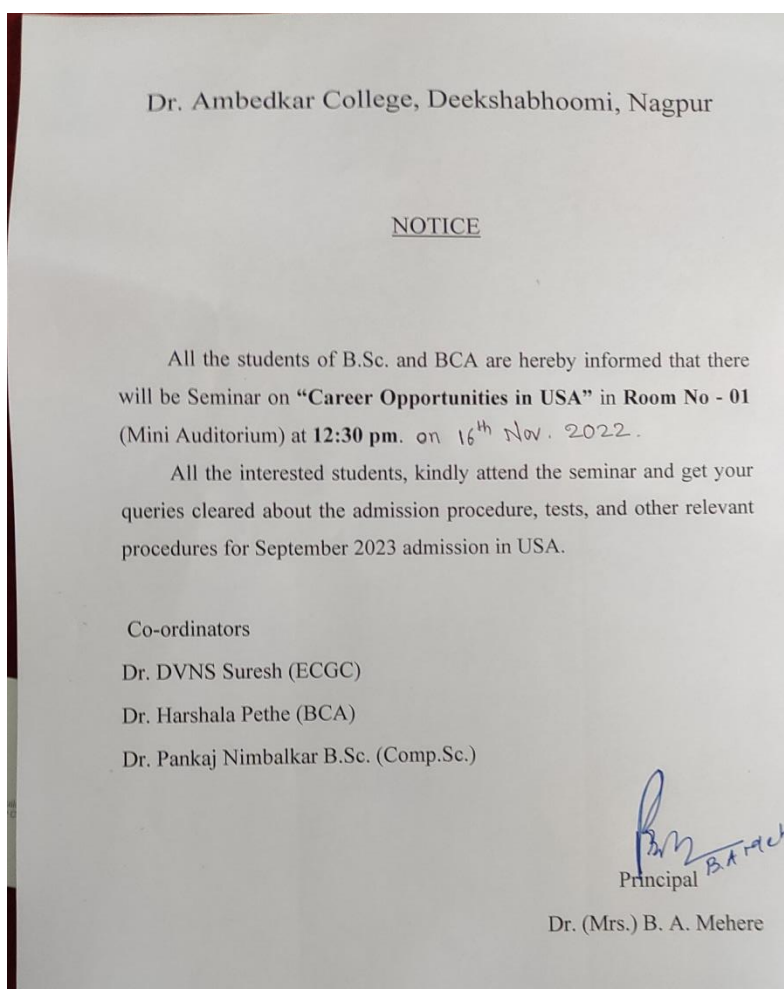 Dr. Ambedkar College, Deekshabhoomi, Nagpur
NOTICE
All the students of B.Sc. and BCA are hereby informed that there
will be Seminar on “Career Opportunities in USA” in Room No - 01
(Mini Auditorium) at 12:30 pm. on 16th Nov. 2022.
All the interested students, kindly attend the seminar and get your
queries cleared about the admission procedure, tests, and other relevant
procedures for September 2023 admission in USA.
Co-ordinators
Dr. DVNS Suresh (ECGC)
Dr. Harshala Pethe (BCA)
Dr. Pankaj Nimbalkar B.Sc. (Comp.Sc.)
B.A
Principal
Dr. (Mrs.) B. A. Mehere